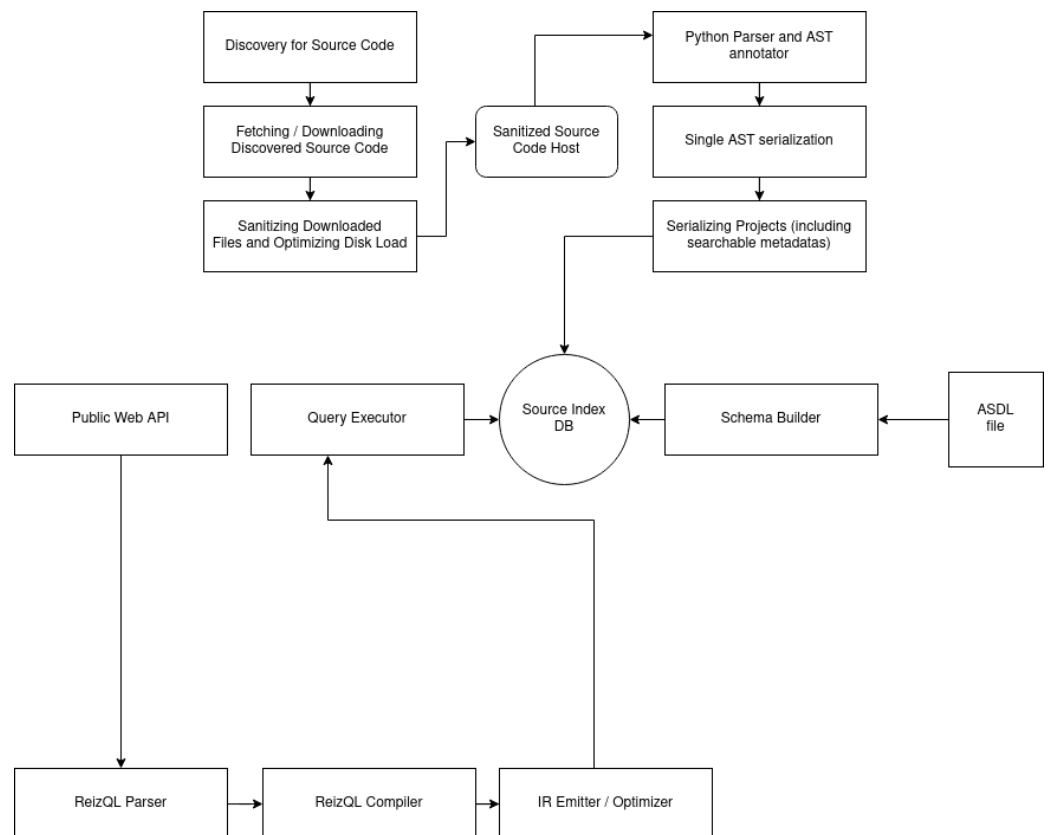 Discovery for Source Code
Fetching / Downloading
Discovered Source Code
Sanitizing Downloaded
Files and Optimizing Disk Load
Sanitized Source
Code Host
Python Parser and AST
annotator
Single AST serialization
Serializing Projects (including
searchable metadatas)
Public Web API
Query Executor
Source Index
DB
Schema Builder
ASDL
file
ReizQL Parser
ReizQL Compiler
IR Emitter / Optimizer